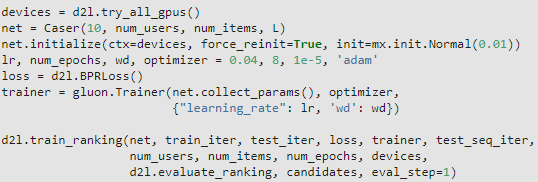 devices = d2l.try_all_gpus()
net = Caser(10, num_users, num_items, L)
net.initialize(ctx=devices, force_reinit=True, init=mx.init.Normal(0.01))
lr, num_epochs, wd, optimizer = 0.04, 8, 1e-5, 'adam'
loss = d2l.BPRLoss()
trainer = gluon.Trainer(net.collect_params(), optimizer,
                        {"learning_rate": lr, 'wd': wd})

d2l.train_ranking(net, train_iter, test_iter, loss, trainer, test_seq_iter,
                  num_users, num_items, num_epochs, devices,
                  d2l.evaluate_ranking, candidates, eval_step=1)